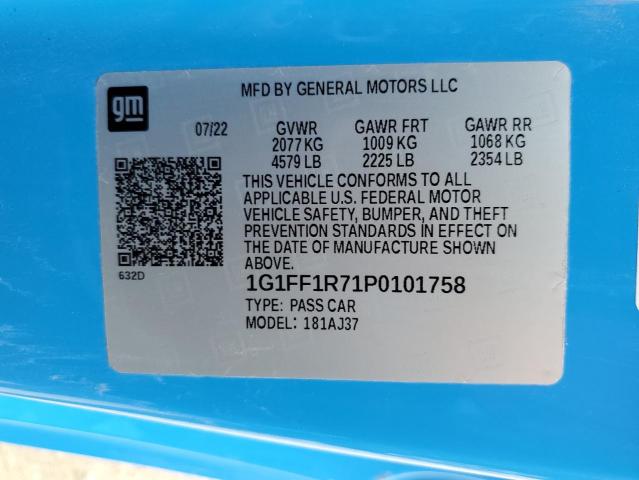 gm
MFD BY GENERAL MOTORS LLC
07/22 GVWR GAWR FRT GAWR RR
2077 KG 1009 KG 1068 KG
4579 LB 2225 LB 2354 LB
THIS VEHICLE CONFORMS TO ALL
APPLICABLE U.S. FEDERAL MOTOR
VEHICLE SAFETY, BUMPER, AND THEFT
PREVENTION STANDARDS IN EFFECT ON
THE DATE OF MANUFACTURE SHOWN
ABOVE.
632D
1G1FF1R71P0101758
TYPE: PASS CAR
MODEL: 181AJ37